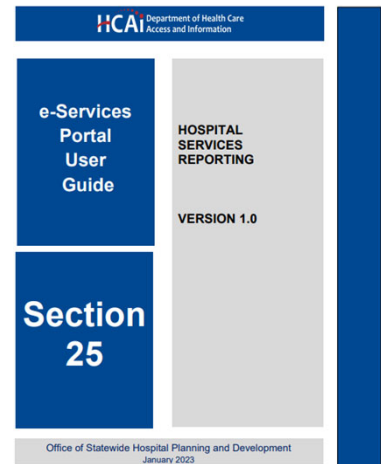 HCAI Department of Health Care
Access and Information
e-Services
Portal
User
Guide
HOSPITAL
SERVICES
REPORTING
VERSION 1.0
Section
25
Office of Statewide Hospital Planning and Development
January 2023